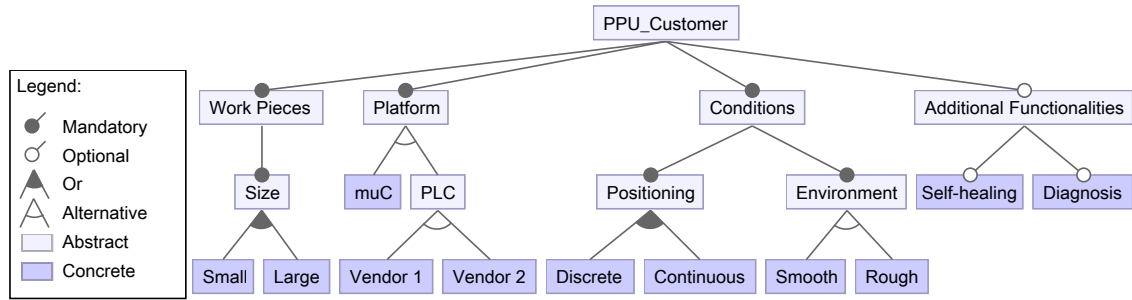 PPU_Customer
Legend:
Mandatory
Optional
Or
Alternative
Abstract
Concrete
Work Pieces
Platform
Conditions
Additional Functionalities
Size
muC
PLC
Positioning
Environment
Self-healing
Diagnosis
Small
Large
Vendor 1
Vendor 2
Discrete
Continuous
Smooth
Rough